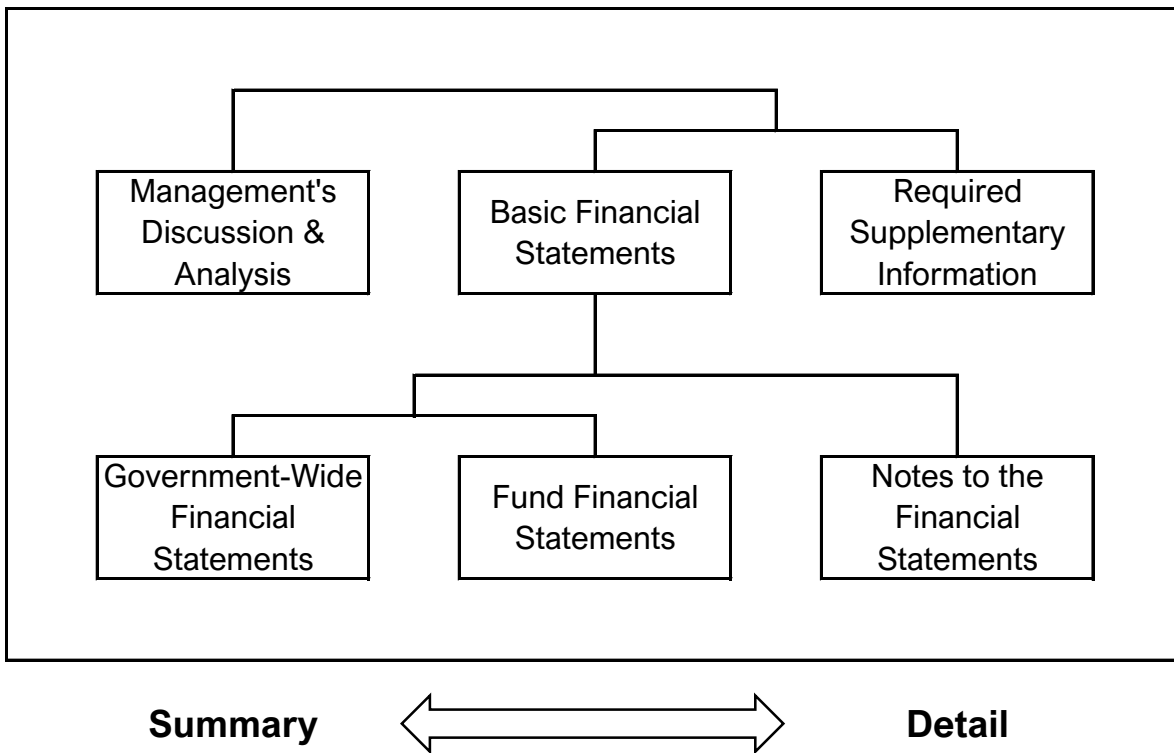 Management's
Discussion &
Analysis
Basic Financial
Statements
Required
Supplementary
Information
Government-Wide
Financial
Statements
Fund Financial
Statements
Notes to the
Financial
Statements
Summary
Detail